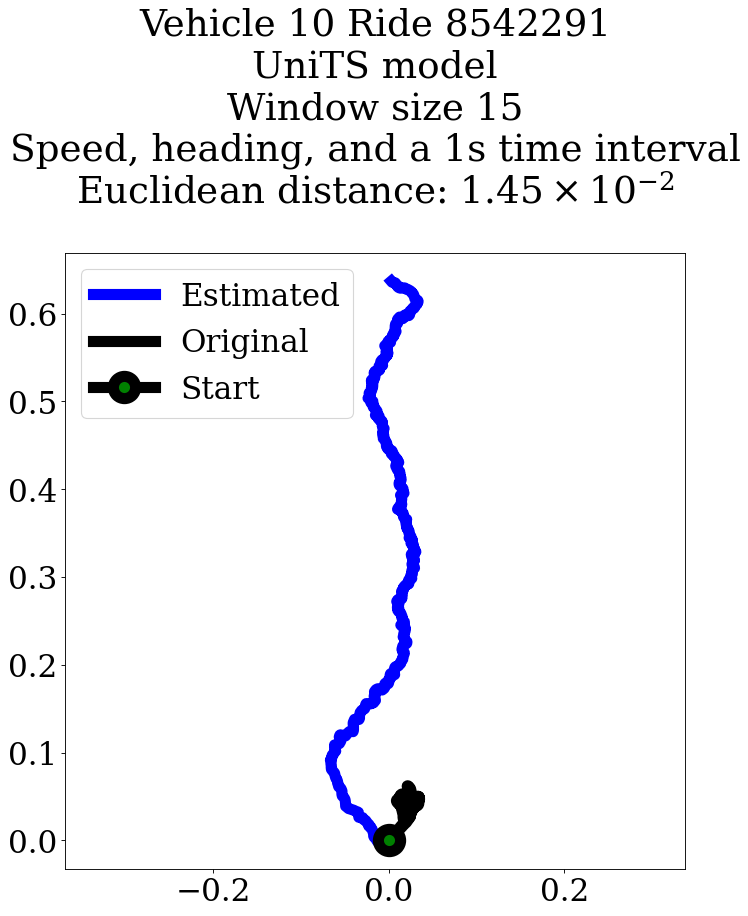 Vehicle 10 Ride 8542291
UniTS model
Window size 15
Speed, heading, and a 1s time interval
Euclidean distance: 1.45 × 10⁻²
Estimated
Original
Start
0.6
0.5
0.4
0.3
0.2
0.1
0.0
−0.2
0.0
0.2